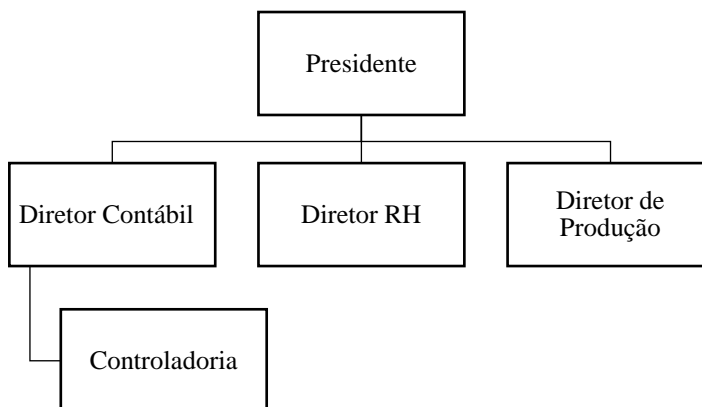 Presidente
Diretor Contábil
Diretor RH
Diretor de
Produção
Controladoria